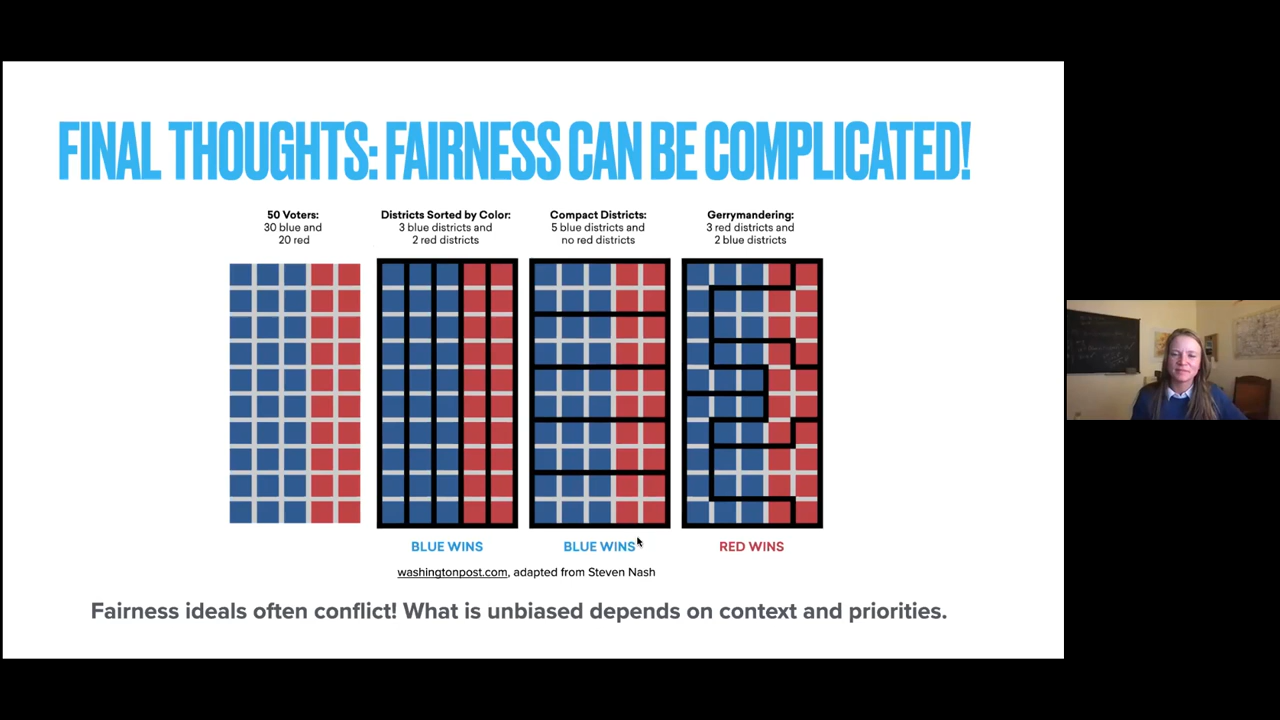 FINAL THOUGHTS: FAIRNESS CAN BE COMPLICATED!
50 Voters:
30 blue and
20 red
Districts Sorted by Color:
3 blue districts and
2 red districts
Compact Districts:
5 blue districts and
no red districts
Gerrymandering:
3 red districts and
2 blue districts
BLUE WINS
BLUE WINS
RED WINS
washingtonpost.com, adapted from Steven Nash
Fairness ideals often conflict! What is unbiased depends on context and priorities.